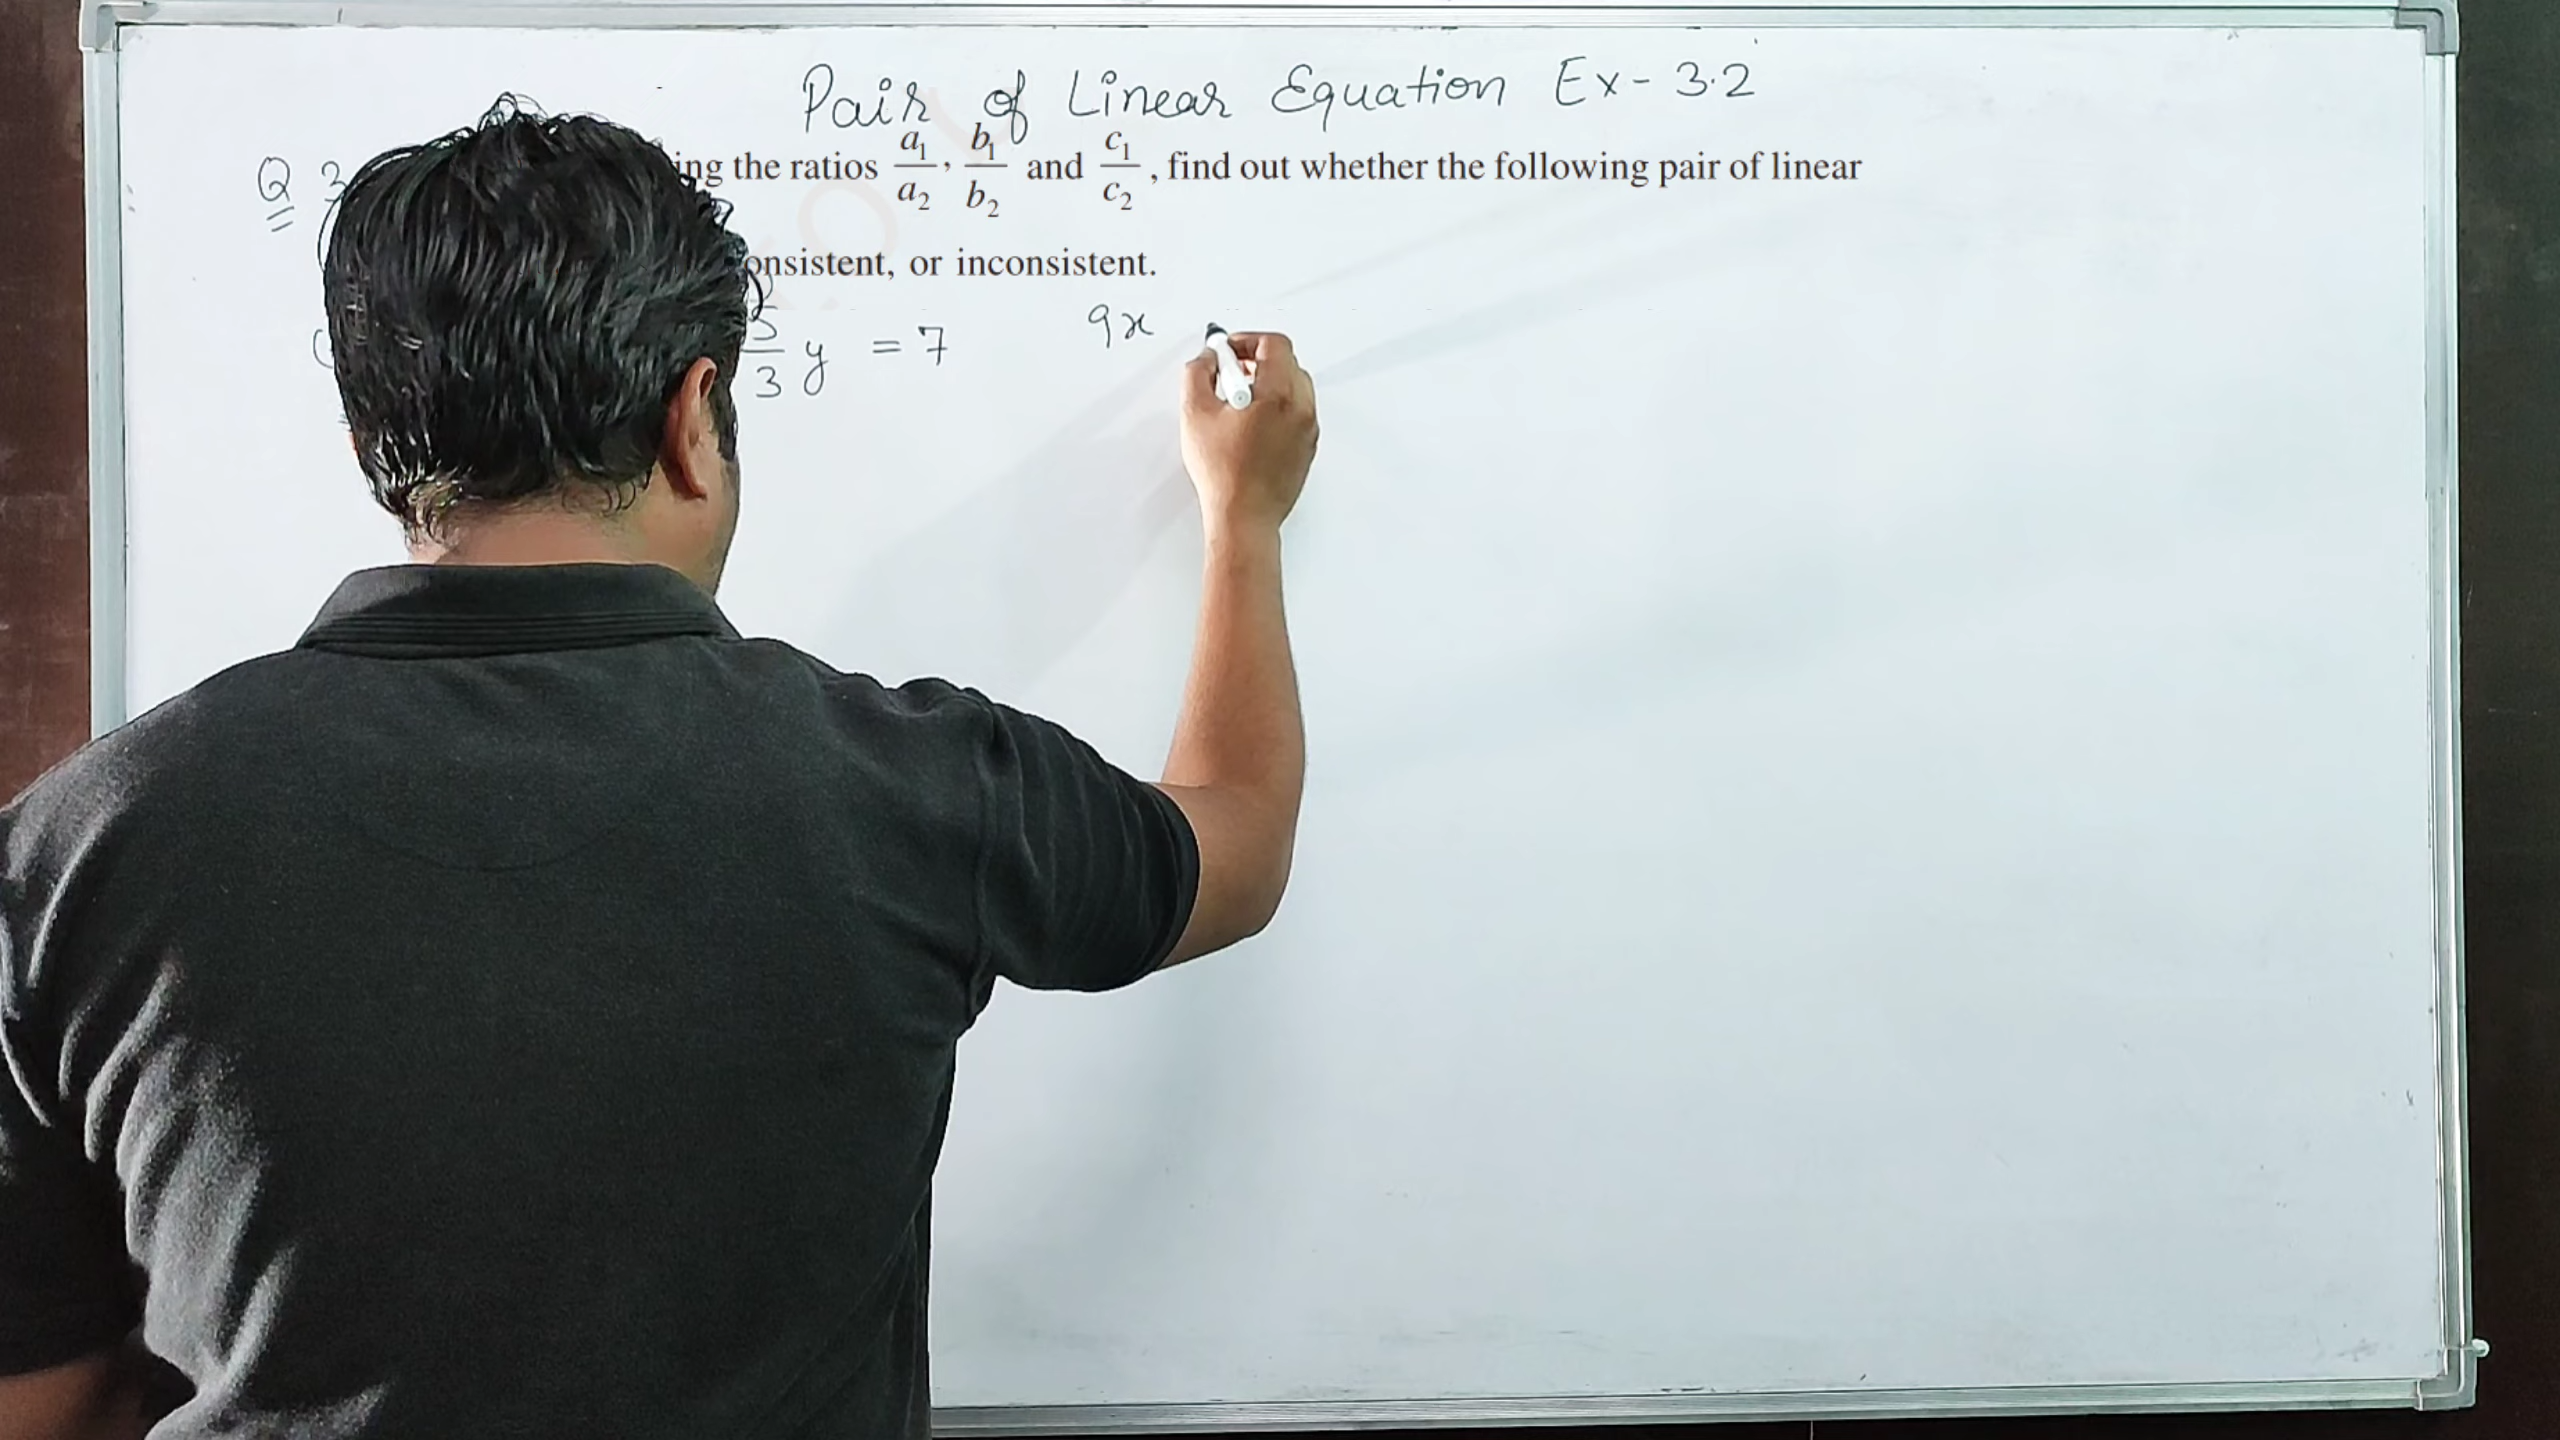 Pair of Linear Equation Ex- 3.2
Q 3 ing the ratios a₁/a₂, b₁/b₂ and c₁/c₂, find out whether the following pair of linear
onsistent, or inconsistent.
( 5/3 y = 7 9x